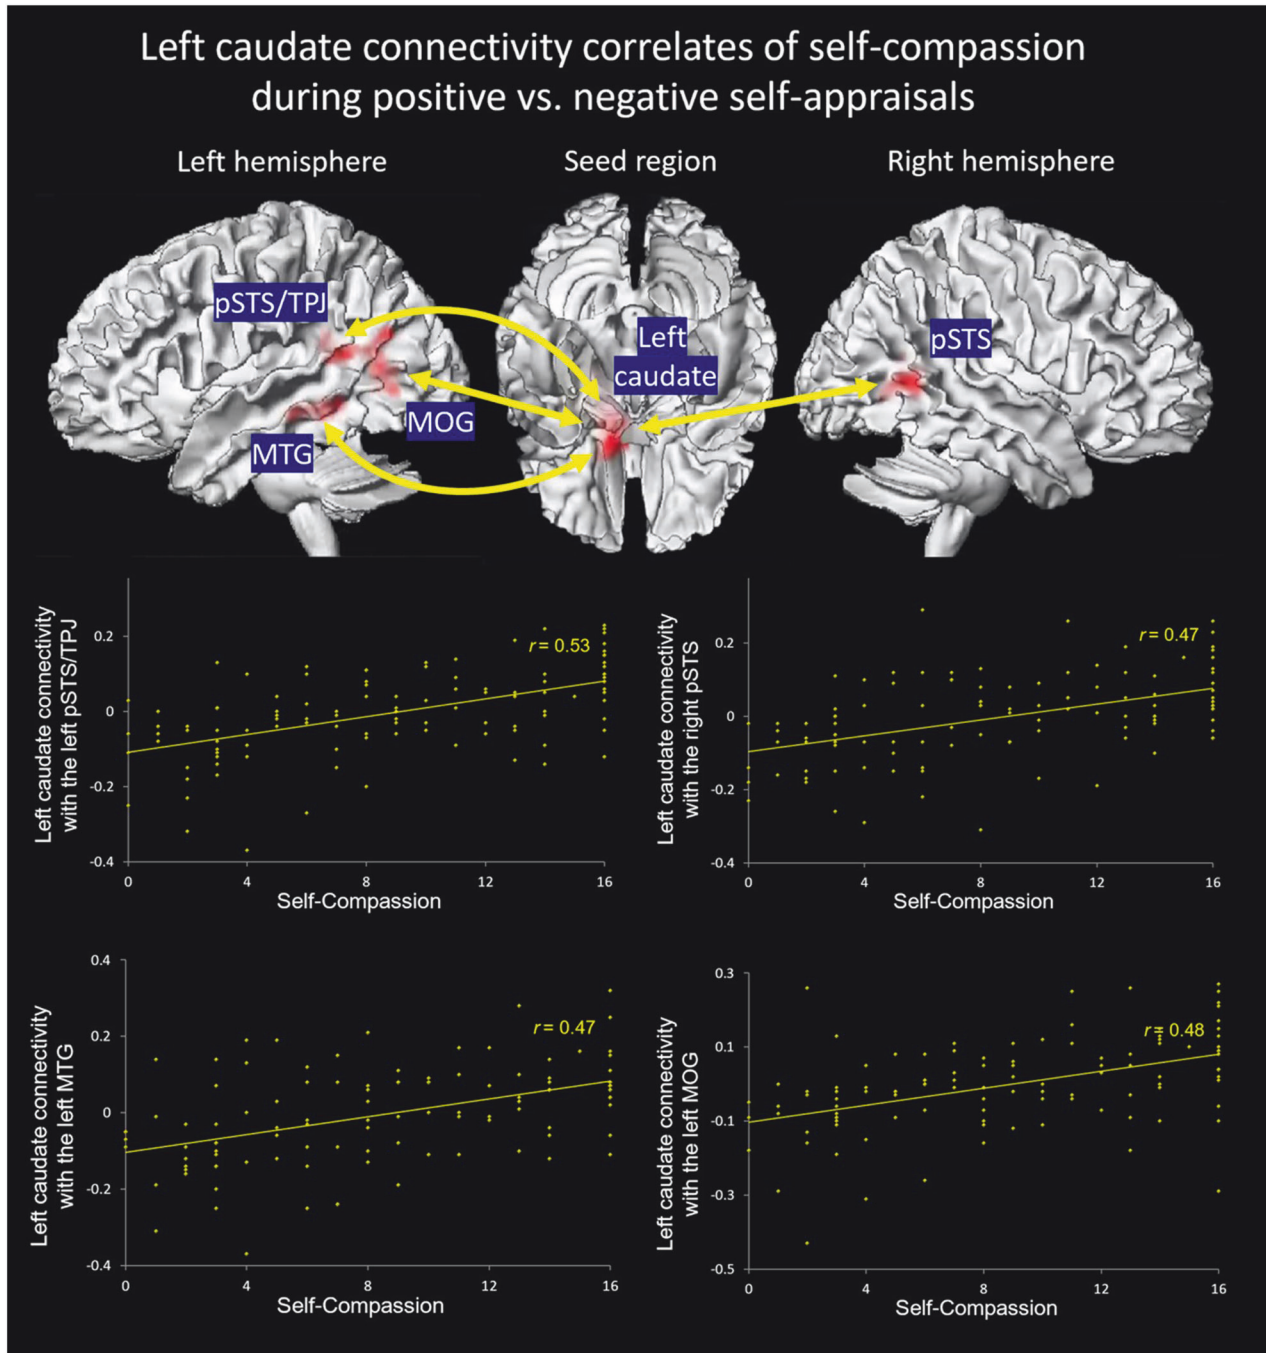 Left caudate connectivity correlates of self-compassion
during positive vs. negative self-appraisals
Left hemisphere
Seed region
Right hemisphere
pSTS/TPJ
MOG
MTG
Left
caudate
pSTS
Left caudate connectivity
with the left pSTS/TPJ
0.2
0
-0.2
-0.4
r = 0.53
0 4 8 12 16
Self-Compassion
Left caudate connectivity
with the right pSTS
0.2
0
-0.2
-0.4
r = 0.47
0 4 8 12 16
Self-Compassion
Left caudate connectivity
with the left MTG
0.4
0.2
0
-0.2
-0.4
r = 0.47
0 4 8 12 16
Self-Compassion
Left caudate connectivity
with the left MOG
0.3
0.1
-0.1
-0.3
-0.5
r = 0.48
0 4 8 12 16
Self-Compassion